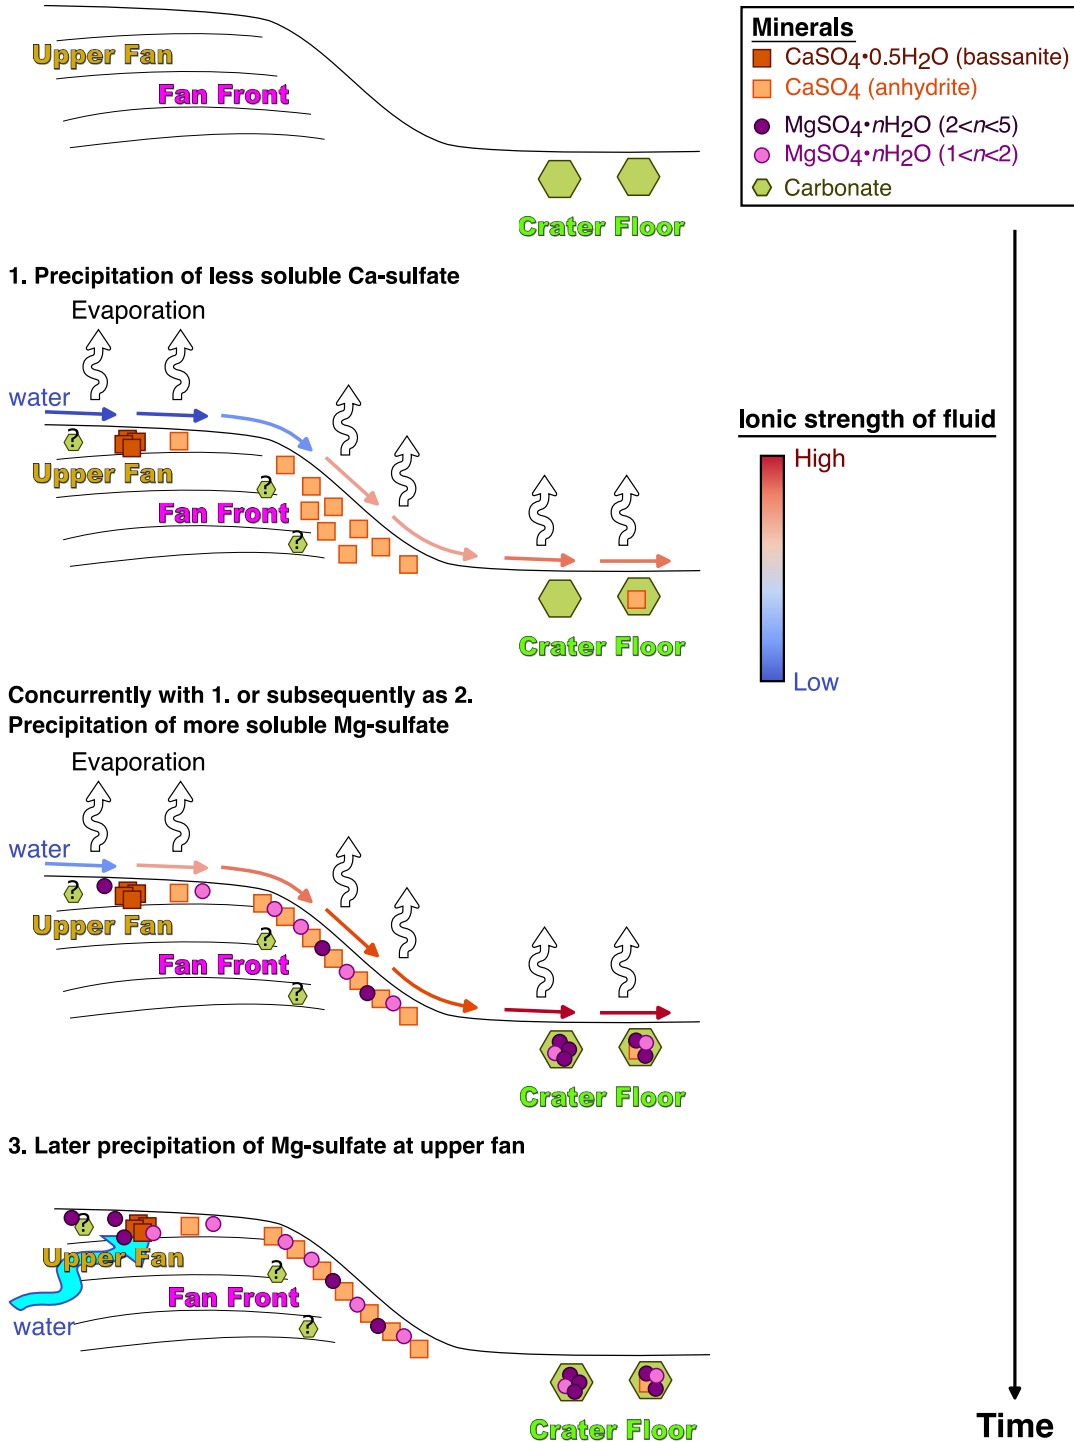 Upper Fan
Fan Front
Crater Floor
Minerals
CaSO4•0.5H2O (bassanite)
CaSO4 (anhydrite)
MgSO4•nH2O (2<n<5)
MgSO4•nH2O (1<n<2)
Carbonate
1. Precipitation of less soluble Ca-sulfate
Evaporation
water
?
Upper Fan
?
Fan Front
?
Crater Floor
Ionic strength of fluid
High
Low
Concurrently with 1. or subsequently as 2.
Precipitation of more soluble Mg-sulfate
Evaporation
water
?
Upper Fan
?
Fan Front
?
Crater Floor
3. Later precipitation of Mg-sulfate at upper fan
?
Upper Fan
?
Fan Front
water
?
Crater Floor
Time